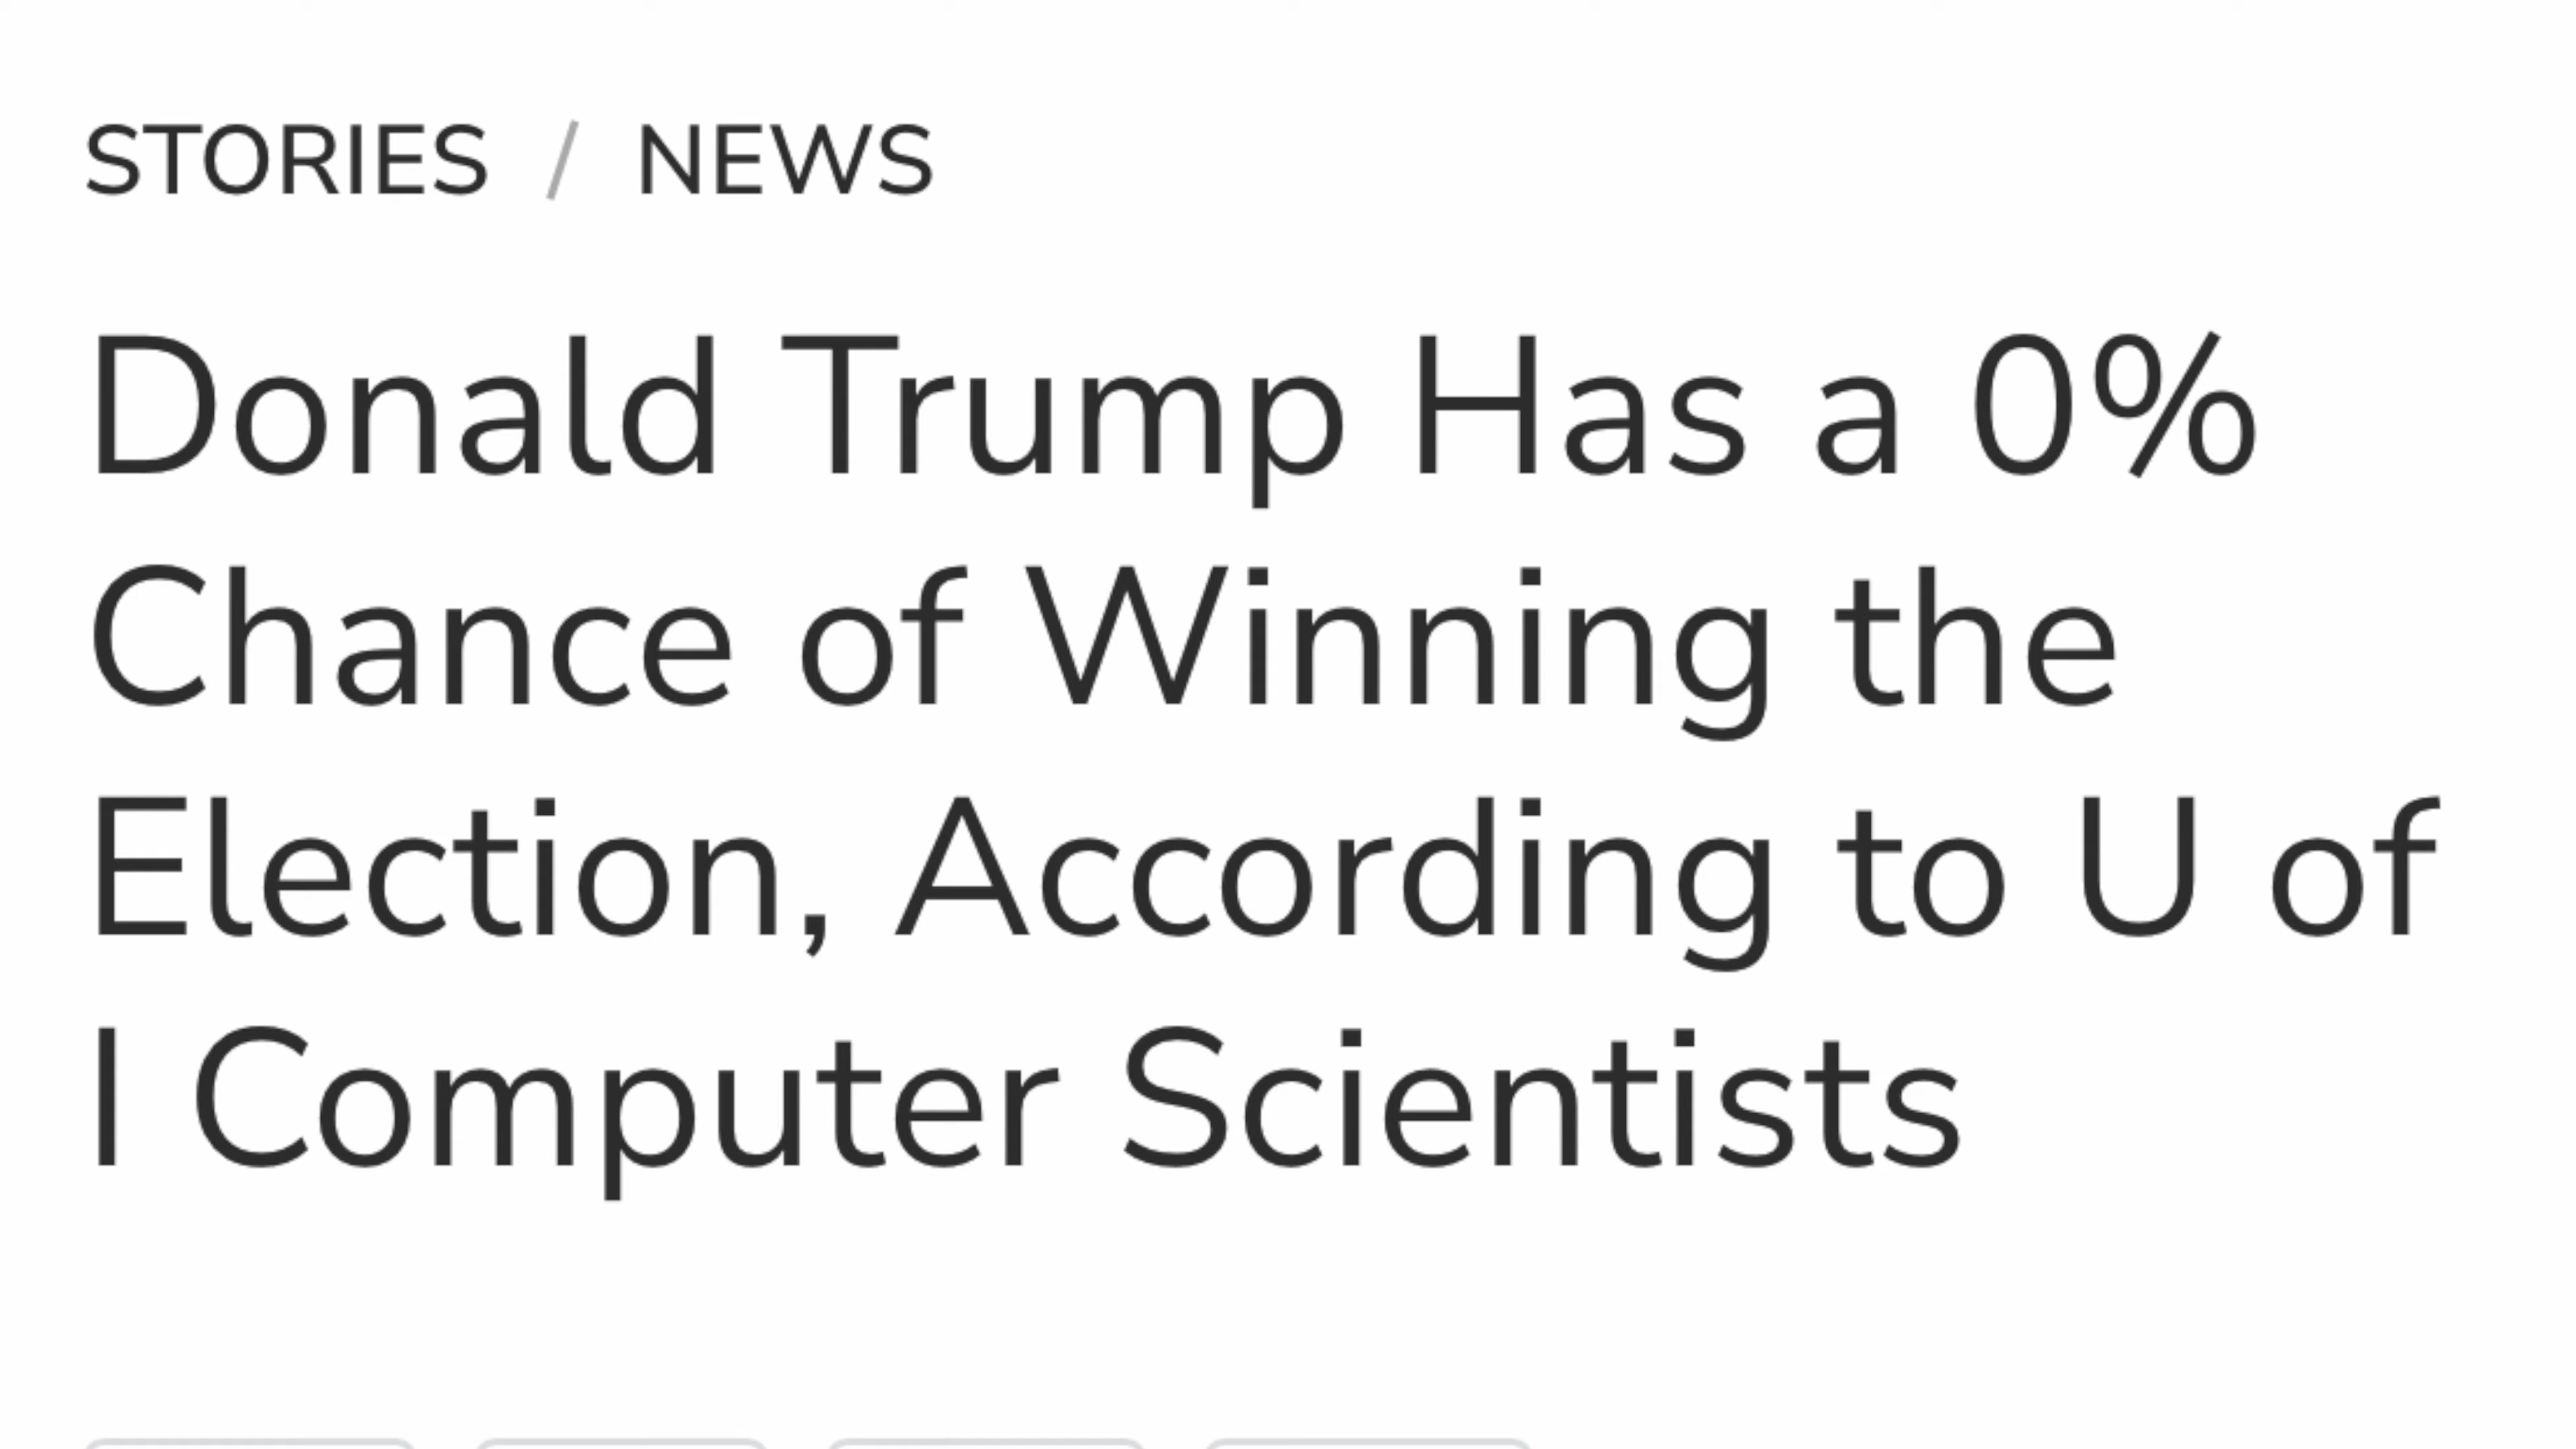 STORIES / NEWS
Donald Trump Has a 0%
Chance of Winning the
Election, According to U of
I Computer Scientists